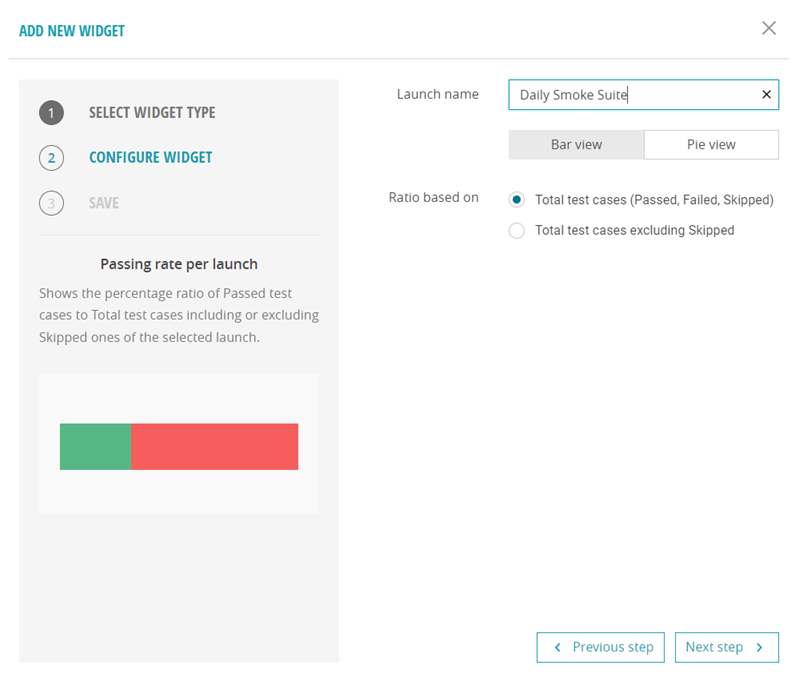 ADD NEW WIDGET
1 SELECT WIDGET TYPE
2 CONFIGURE WIDGET
3 SAVE
Passing rate per launch
Shows the percentage ratio of Passed test
cases to Total test cases including or excluding
Skipped ones of the selected launch.
Launch name
Daily Smoke Suite
Bar view
Pie view
Ratio based on
Total test cases (Passed, Failed, Skipped)
Total test cases excluding Skipped
Previous step
Next step